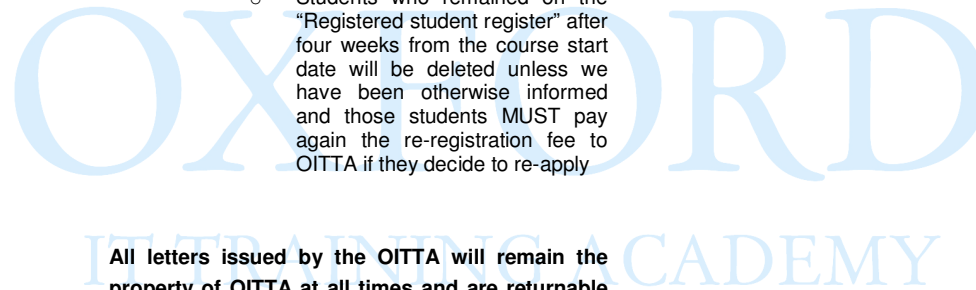 Students who remained on the
"Registered student register" after
four weeks from the course start
date will be deleted unless we
have been otherwise informed
and those students MUST pay
again the re-registration fee to
OITTA if they decide to re-apply
OXFORD
IT TRAINING ACADEMY
All letters issued by the OITTA will remain the
property of OITTA at all times and are returnable